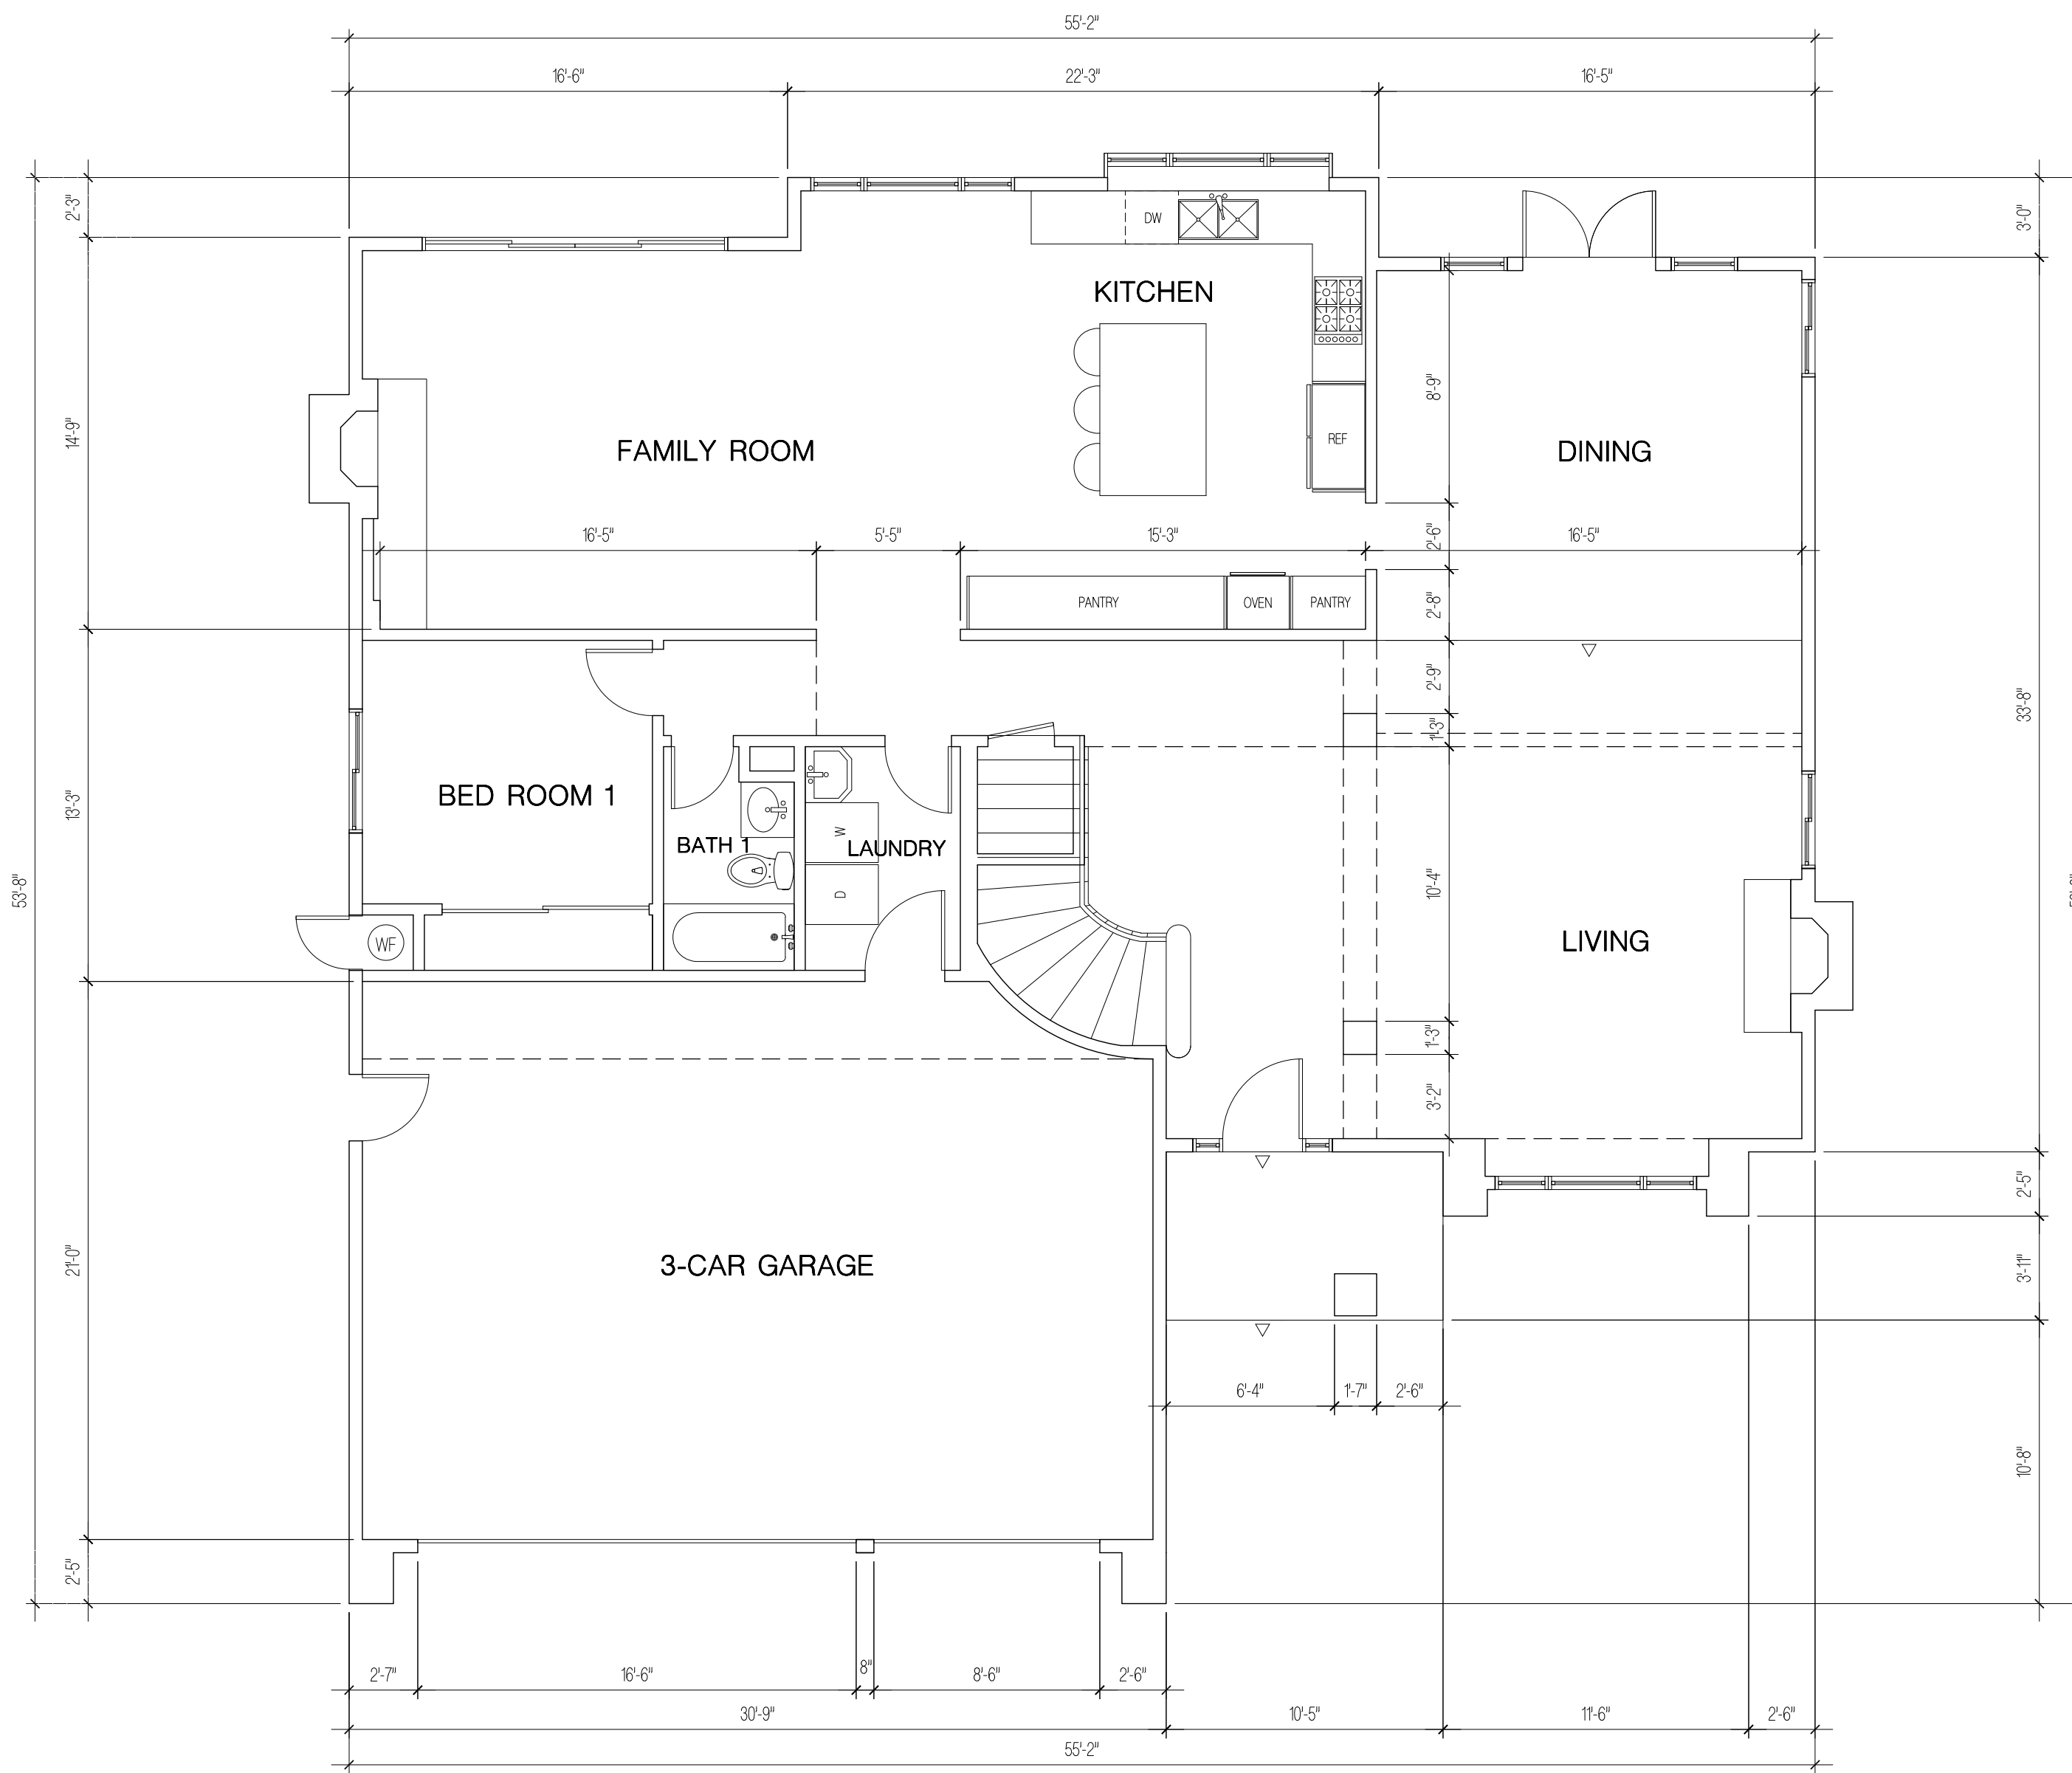 55'-2"
16'-6" 22'-3" 16'-5"
2'-3"
3'-0"
DW
KITCHEN
8'-9"
14'-9"
FAMILY ROOM
REF
DINING
16'-5" 5'-5" 15'-3" 2'-6" 16'-5"
PANTRY OVEN PANTRY
2'-8"
2'-9"
33'-8"
1'-3"
13'-3"
BED ROOM 1
W
BATH 1 LAUNDRY
53'-8"
D
10'-4"
WF
LIVING
1'-3"
3'-2"
2'-5"
21'-0"
3-CAR GARAGE
3'-11"
6'-4" 1'-7" 2'-6"
10'-8"
2'-5"
2'-7" 16'-6" 8" 8'-6" 2'-6"
30'-9" 10'-5" 11'-6" 2'-6"
55'-2"